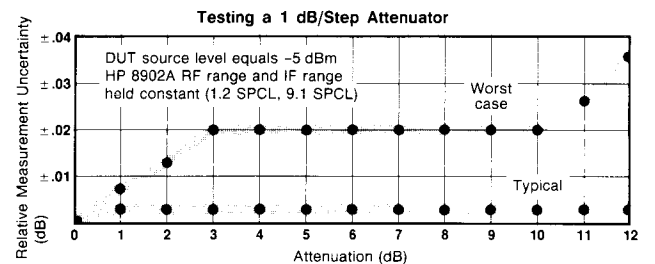 Testing a 1 dB/Step Attenuator
Relative Measurement Uncertainty
(dB)
± .04
± .03
± .02
± .01
0
DUT source level equals –5 dBm
HP 8902A RF range and IF range
held constant (1.2 SPCL, 9.1 SPCL)
Worst
case
Typical
0 1 2 3 4 5 6 7 8 9 10 11 12
Attenuation (dB)